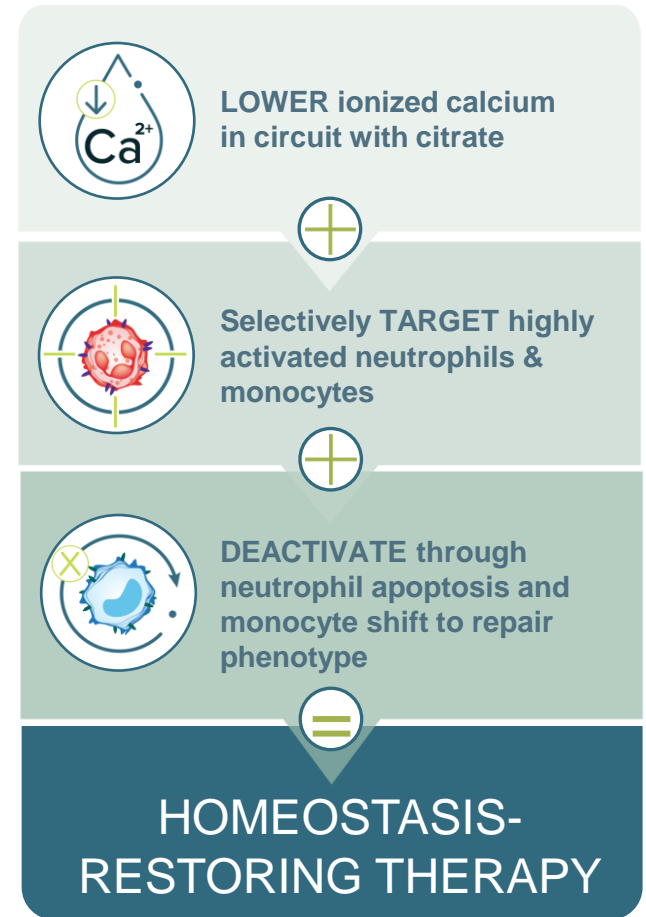 Ca2+
LOWER ionized calcium
in circuit with citrate
Selectively TARGET highly
activated neutrophils &
monocytes
DEACTIVATE through
neutrophil apoptosis and
monocyte shift to repair
phenotype
HOMEOSTASIS-
RESTORING THERAPY